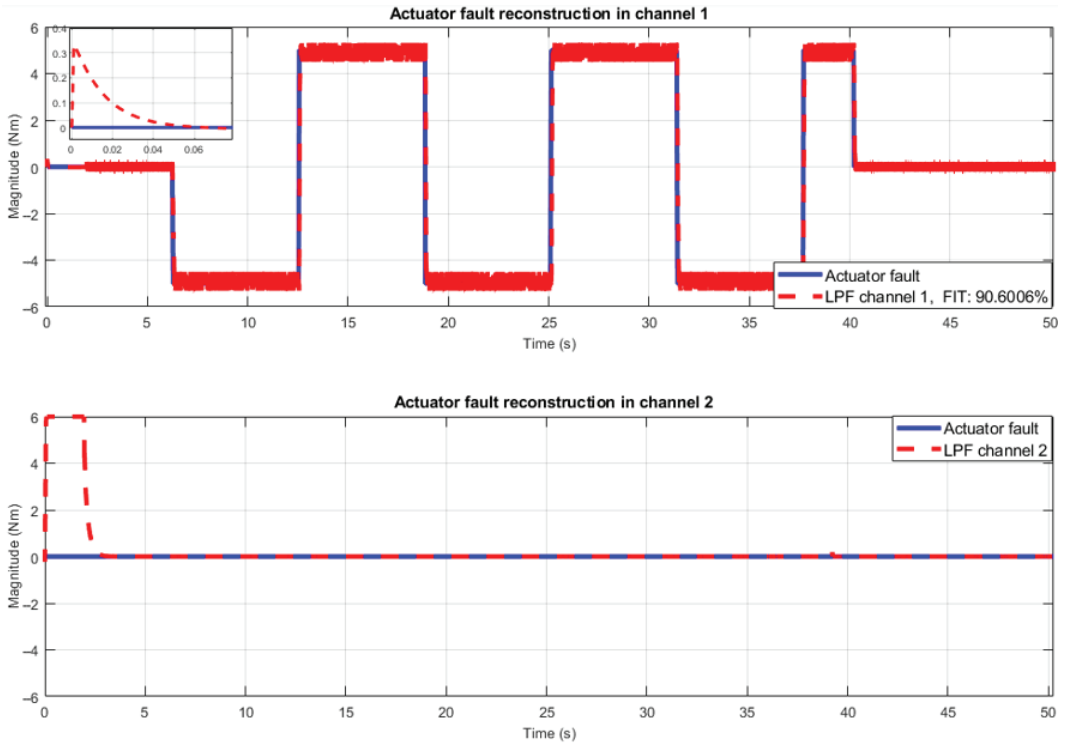 Actuator fault reconstruction in channel 1
6
4
2
0
−2
−4
−6
Magnitude (Nm)
0.4
0.3
0.2
0.1
0
0 0.02 0.04 0.06
Actuator fault
LPF channel 1, FIT: 90.6006%
0 5 10 15 20 25 30 35 40 45 50
Time (s)
Actuator fault reconstruction in channel 2
6
4
2
0
−2
−4
−6
Magnitude (Nm)
Actuator fault
LPF channel 2
0 5 10 15 20 25 30 35 40 45 50
Time (s)